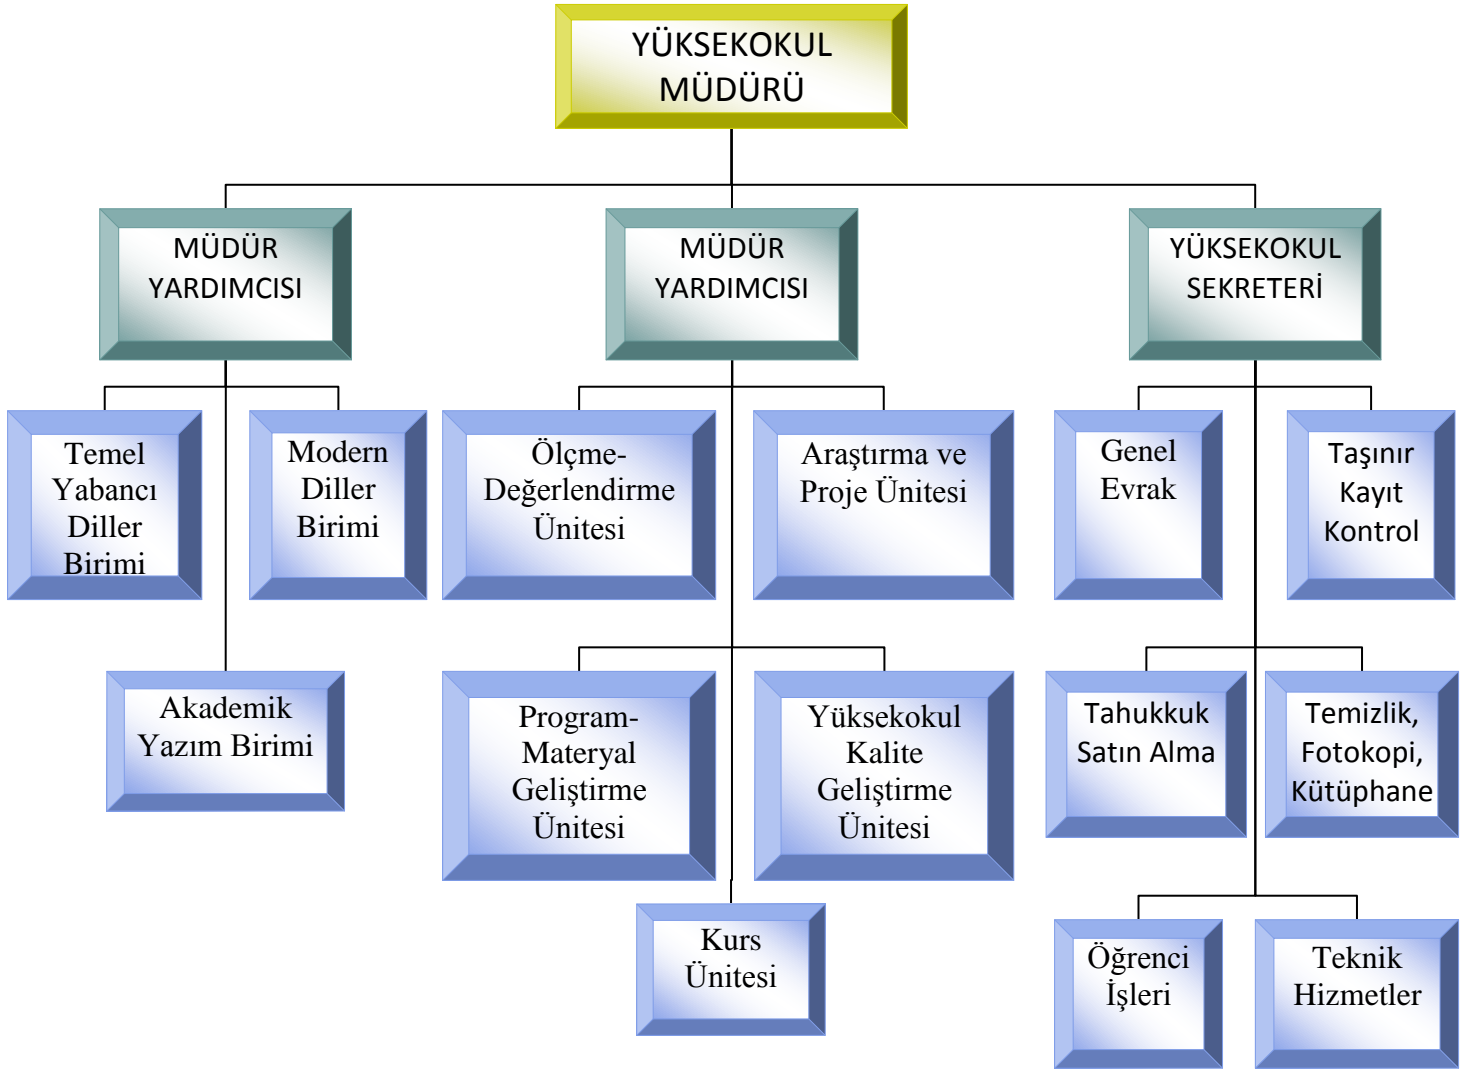 YÜKSEKOKUL
MÜDÜRÜ
MÜDÜR
YARDIMCISI
MÜDÜR
YARDIMCISI
YÜKSEKOKUL
SEKRETERİ
Temel
Yabancı
Diller
Birimi
Modern
Diller
Birimi
Ölçme-
Değerlendirme
Ünitesi
Araştırma ve
Proje Ünitesi
Genel
Evrak
Taşınır
Kayıt
Kontrol
Akademik
Yazım Birimi
Program-
Materyal
Geliştirme
Ünitesi
Yüksekokul
Kalite
Geliştirme
Ünitesi
Tahukkuk
Satın Alma
Temizlik,
Fotokopi,
Kütüphane
Kurs
Ünitesi
Öğrenci
İşleri
Teknik
Hizmetler